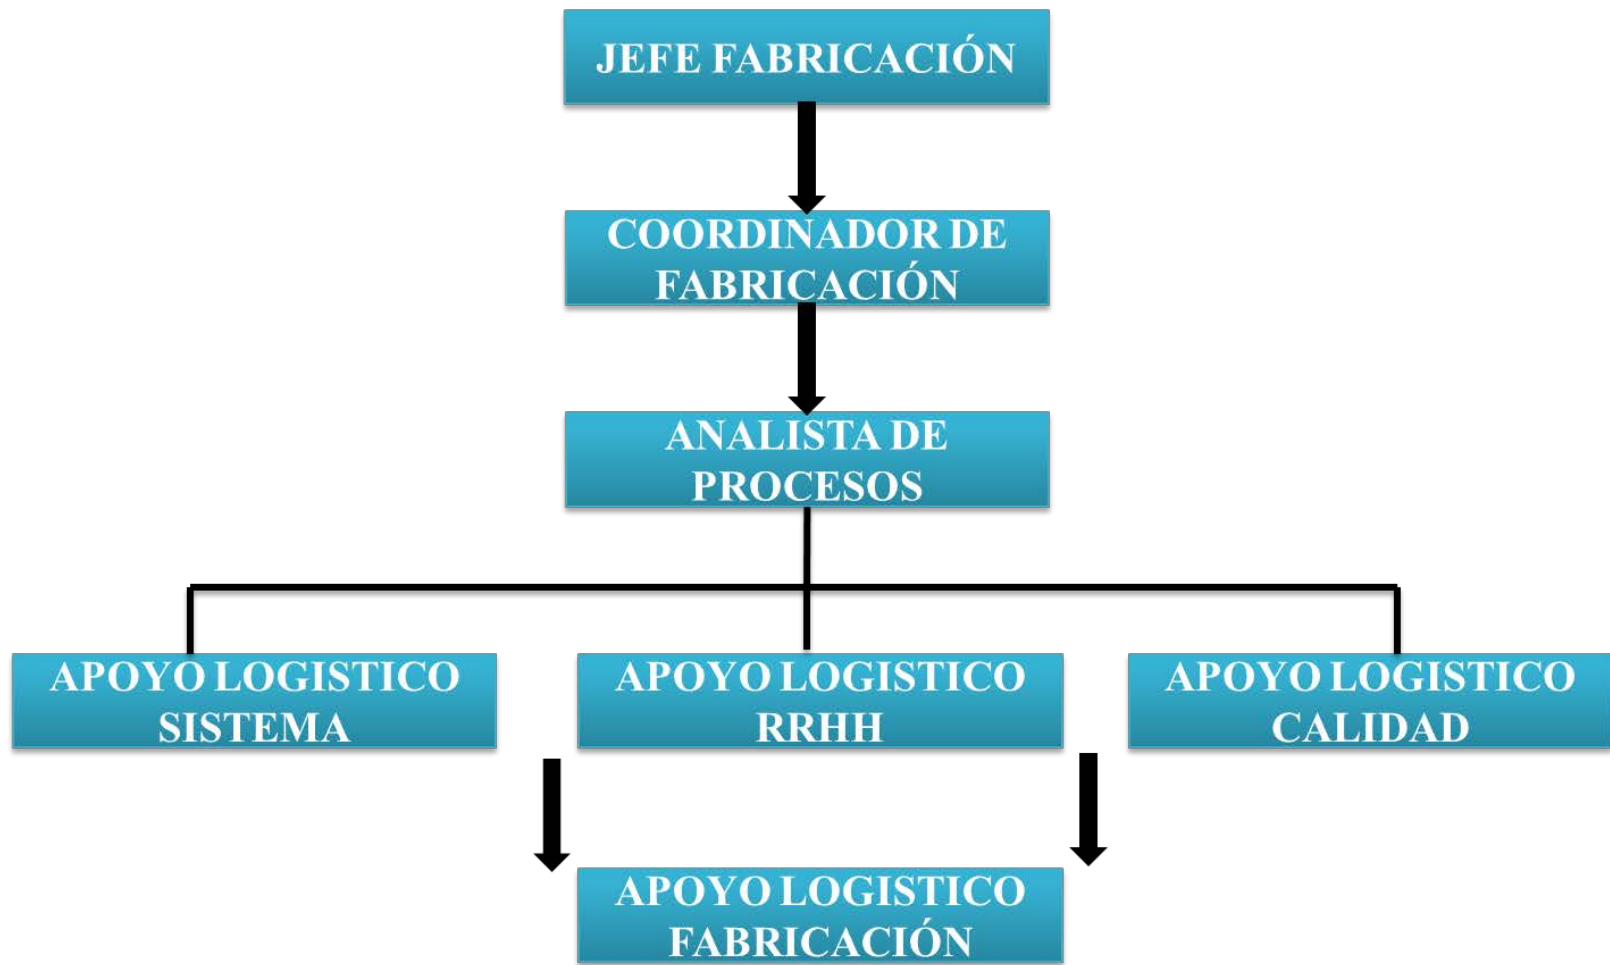 JEFE FABRICACIÓN
COORDINADOR DE
FABRICACIÓN
ANALISTA DE
PROCESOS
APOYO LOGISTICO
SISTEMA
APOYO LOGISTICO
RRHH
APOYO LOGISTICO
CALIDAD
APOYO LOGISTICO
FABRICACIÓN